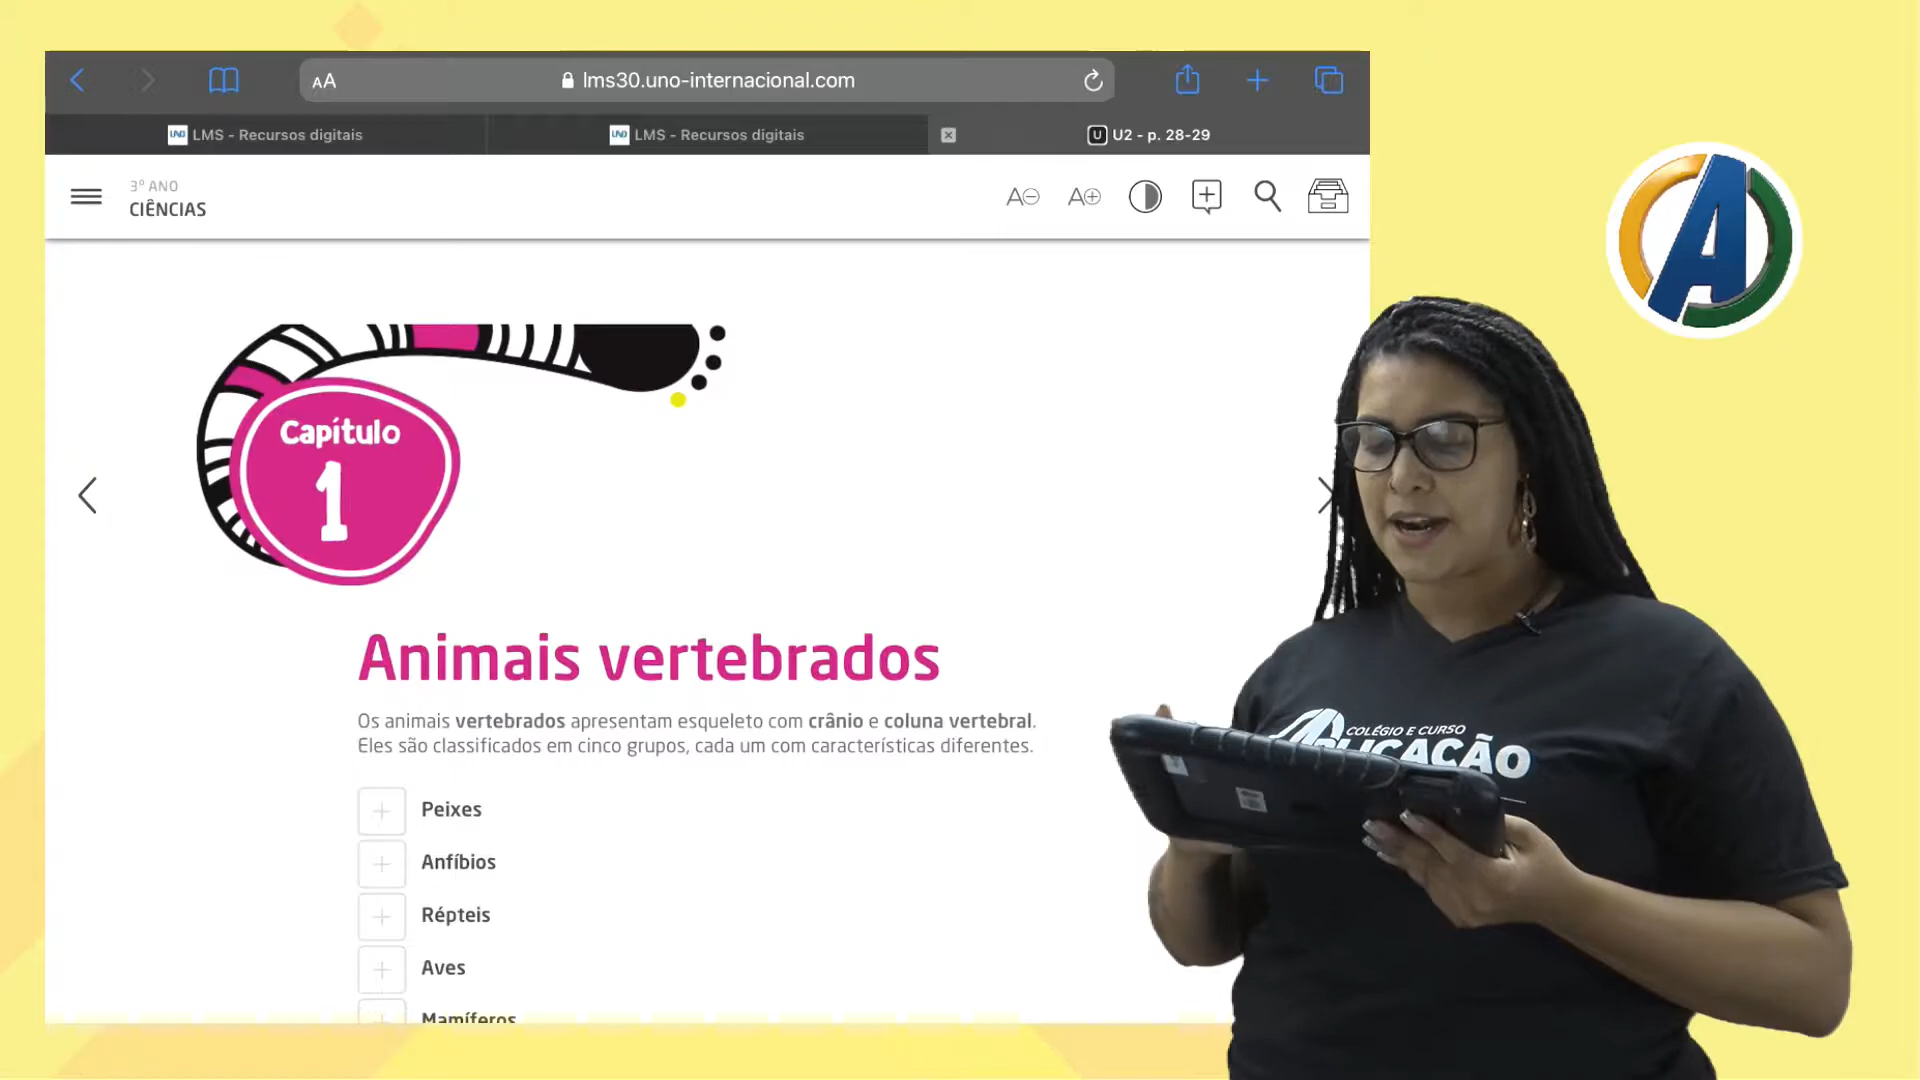 AA
lms30.uno-internacional.com
UNO LMS - Recursos digitais
UNO LMS - Recursos digitais
U U2 - p. 28-29
3º ANO
CIÊNCIAS
A
A
Capítulo
1
Animais vertebrados
Os animais vertebrados apresentam esqueleto com crânio e coluna vertebral.
Eles são classificados em cinco grupos, cada um com características diferentes.
Peixes
Anfíbios
Répteis
Aves
Mamíferos
A
COLÉGIO E CURSO